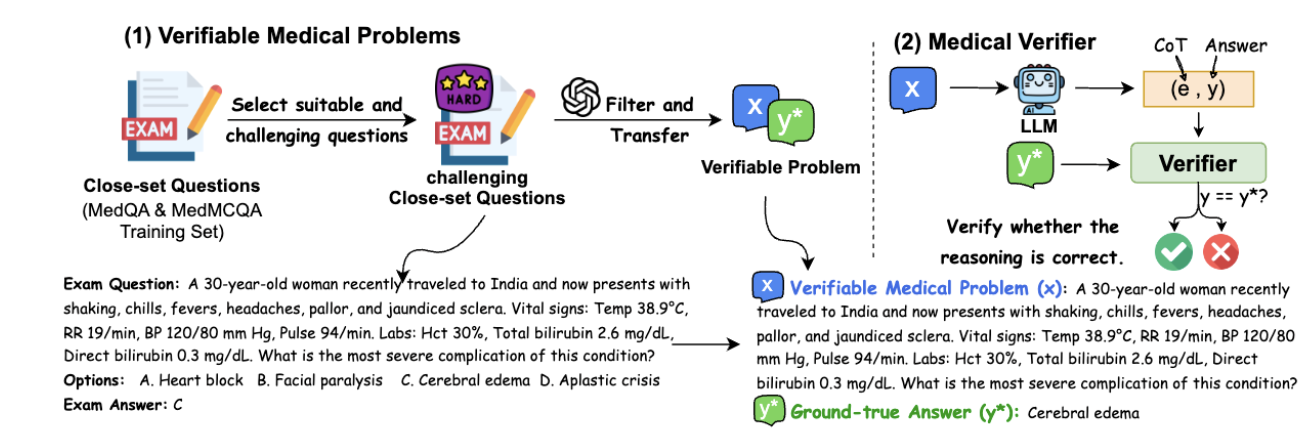 (1) Verifiable Medical Problems
EXAM
Select suitable and
challenging questions
HARD
EXAM
Filter and
Transfer
x
y*
Verifiable Problem
Close-set Questions
(MedQA & MedMCQA
Training Set)
challenging
Close-set Questions
Exam Question: A 30-year-old woman recently traveled to India and now presents with
shaking, chills, fevers, headaches, pallor, and jaundiced sclera. Vital signs: Temp 38.9°C,
RR 19/min, BP 120/80 mm Hg, Pulse 94/min. Labs: Hct 30%, Total bilirubin 2.6 mg/dL,
Direct bilirubin 0.3 mg/dL. What is the most severe complication of this condition?
Options: A. Heart block B. Facial paralysis C. Cerebral edema D. Aplastic crisis
Exam Answer: C
(2) Medical Verifier
CoT Answer
x
AI
LLM
(e , y)
y*
Verifier
y == y*?
Verify whether the
reasoning is correct.
x Verifiable Medical Problem (x): A 30-year-old woman recently
traveled to India and now presents with shaking, chills, fevers, headaches,
pallor, and jaundiced sclera. Vital signs: Temp 38.9°C, RR 19/min, BP 120/80
mm Hg, Pulse 94/min. Labs: Hct 30%, Total bilirubin 2.6 mg/dL, Direct
bilirubin 0.3 mg/dL. What is the most severe complication of this condition?
y* Ground-true Answer (y*): Cerebral edema